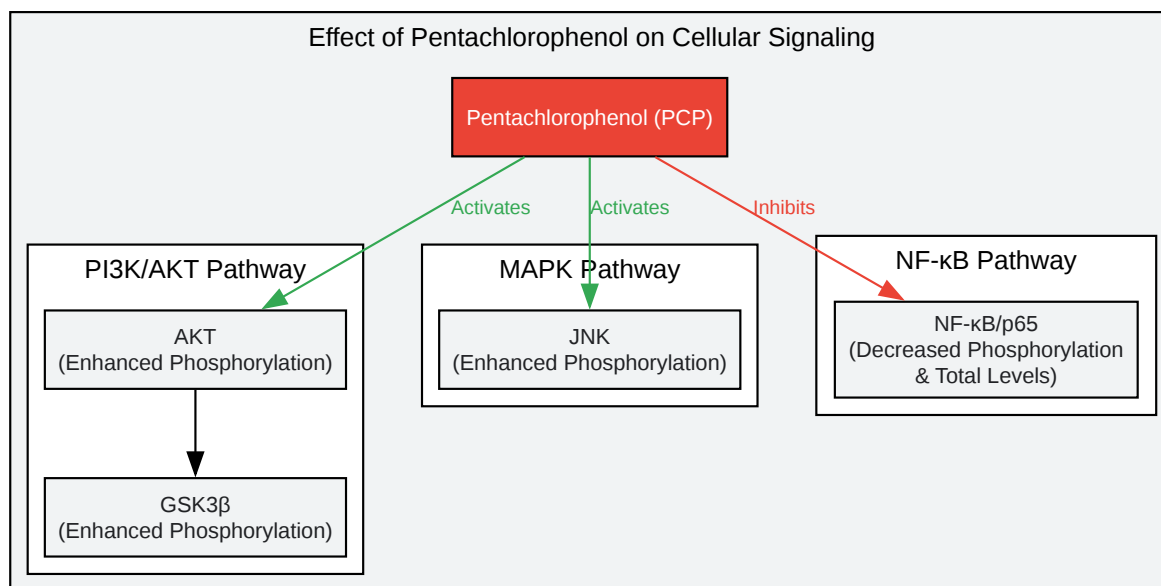 Effect of Pentachlorophenol on Cellular Signaling
Pentachlorophenol (PCP)
Activates
Activates
Inhibits
PI3K/AKT Pathway
AKT
(Enhanced Phosphorylation)
GSK3β
(Enhanced Phosphorylation)
MAPK Pathway
JNK
(Enhanced Phosphorylation)
NF-κB Pathway
NF-κB/p65
(Decreased Phosphorylation
& Total Levels)